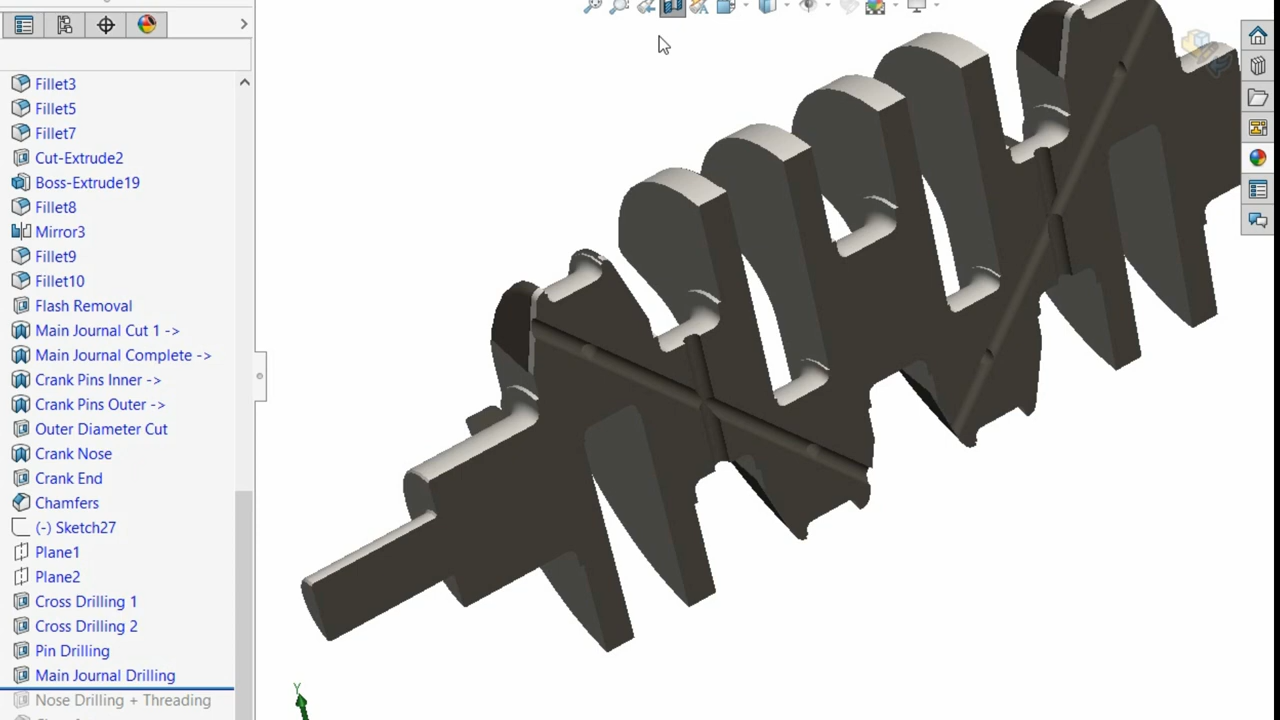 Fillet3
Fillet5
Fillet7
Cut-Extrude2
Boss-Extrude19
Fillet8
Mirror3
Fillet9
Fillet10
Flash Removal
Main Journal Cut 1 ->
Main Journal Complete ->
Crank Pins Inner ->
Crank Pins Outer ->
Outer Diameter Cut
Crank Nose
Crank End
Chamfers
(-) Sketch27
Plane1
Plane2
Cross Drilling 1
Cross Drilling 2
Pin Drilling
Main Journal Drilling
Nose Drilling + Threading
Y